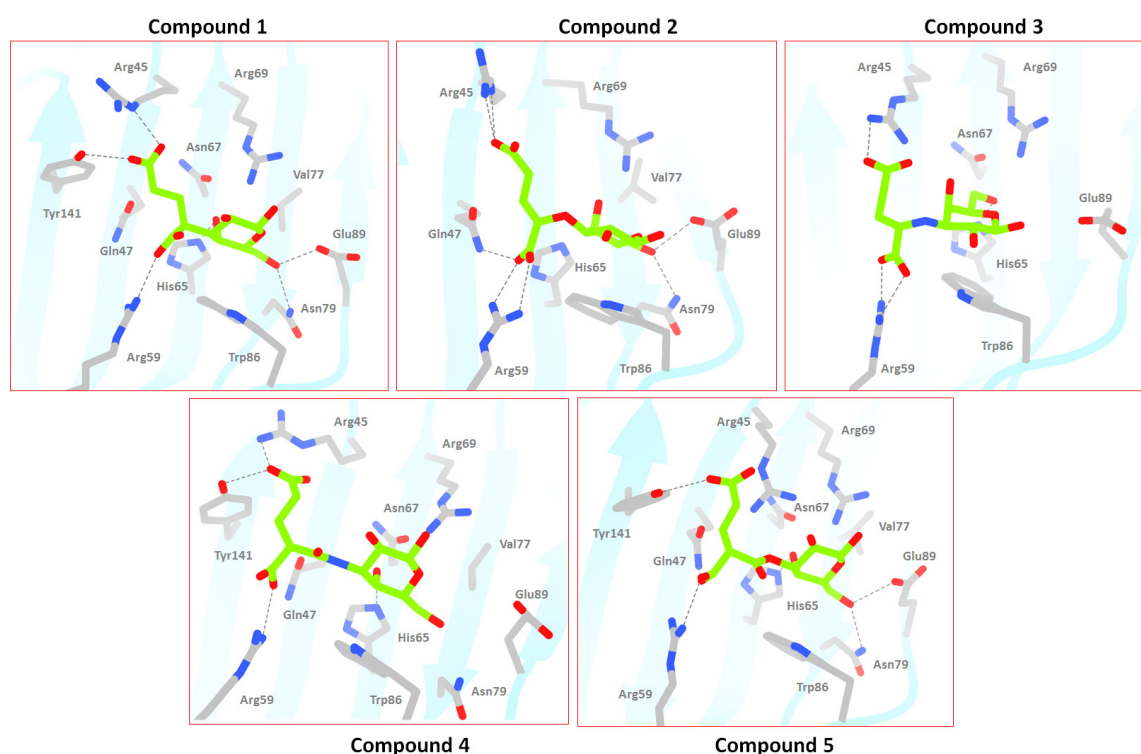 Compound 1
Compound 2
Compound 3
Arg45
Arg69
Asn67
Val77
Tyr141
Gln47
Glu89
His65
Asn79
Arg59
Trp86
Arg45
Arg69
Val77
Gln47
Glu89
His65
Asn79
Arg59
Trp86
Arg45
Arg69
Asn67
Glu89
His65
Trp86
Arg59
Arg45
Arg69
Asn67
Val77
Tyr141
Glu89
Gln47
His65
Arg59
Trp86
Asn79
Arg45
Arg69
Asn67
Val77
Tyr141
Gln47
Glu89
His65
Asn79
Arg59
Trp86
Compound 4
Compound 5